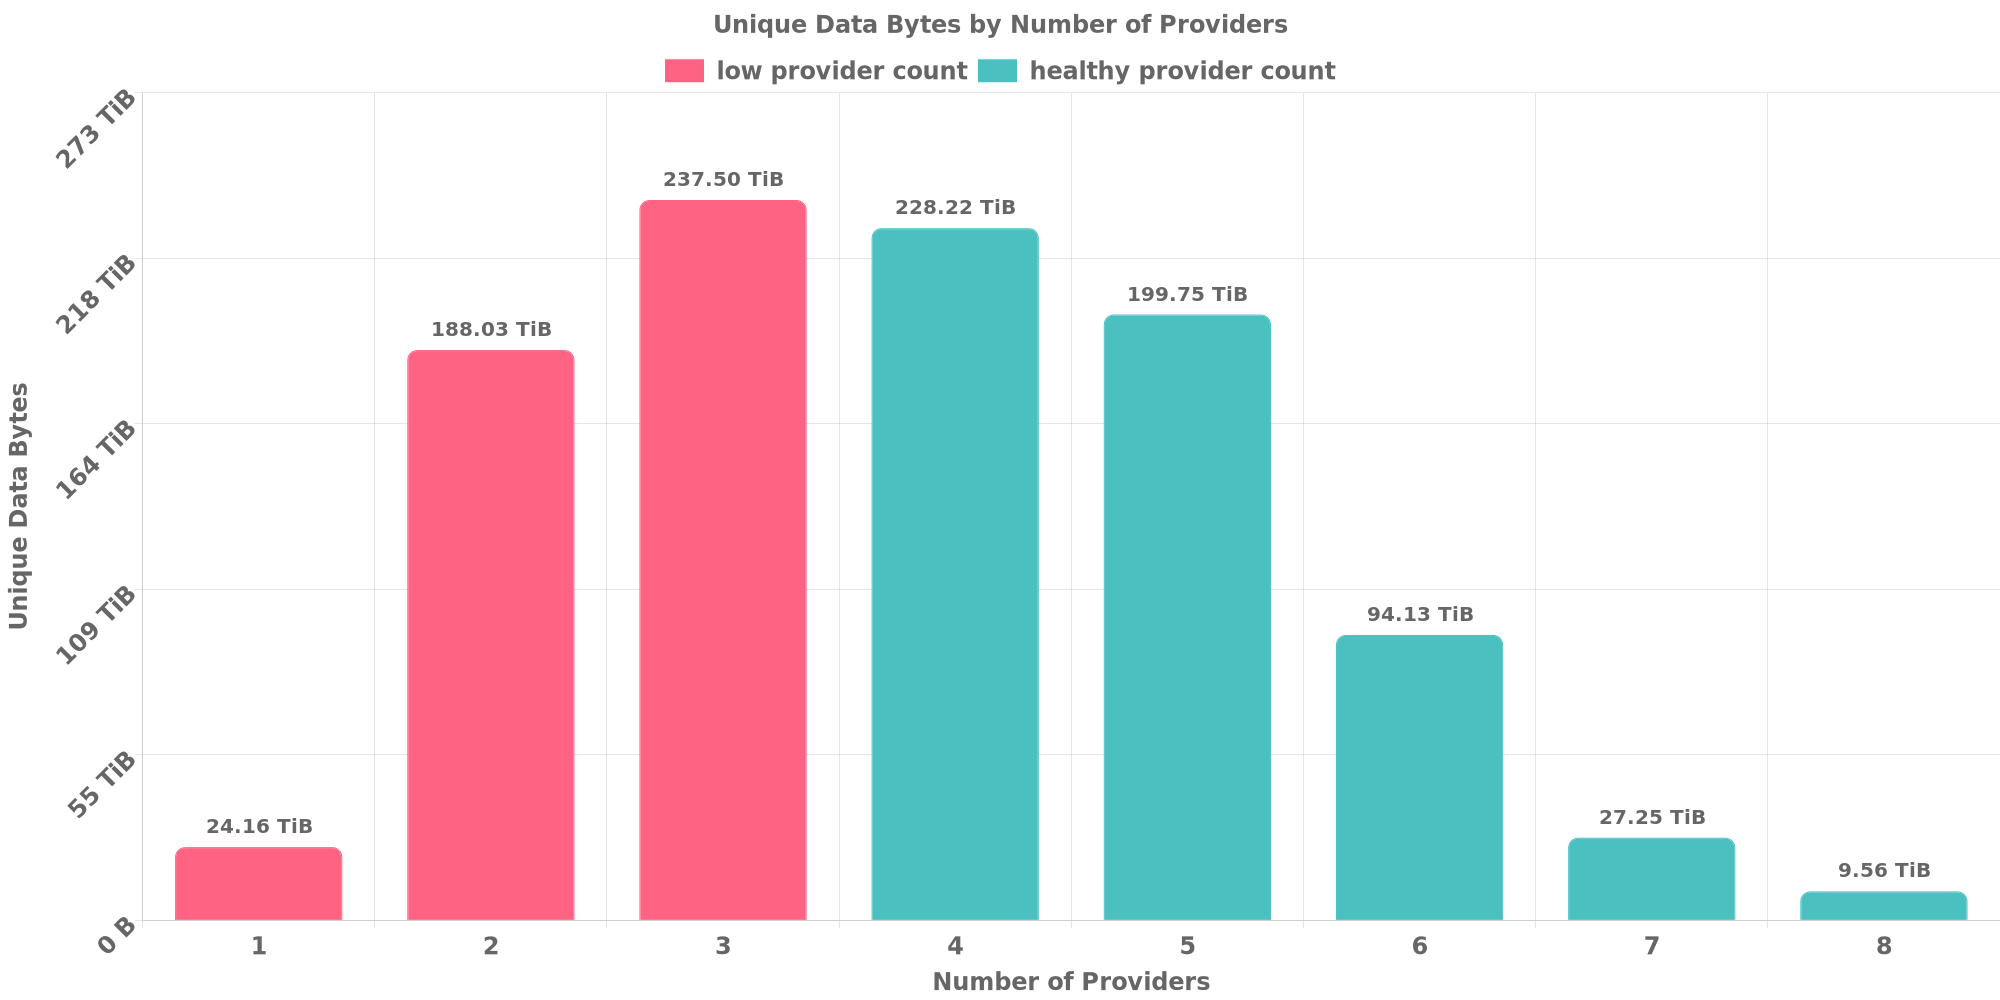 Unique Data Bytes by Number of Providers
low provider count healthy provider count
273 TiB
218 TiB
164 TiB
109 TiB
55 TiB
0 B
Unique Data Bytes
24.16 TiB
188.03 TiB
237.50 TiB
228.22 TiB
199.75 TiB
94.13 TiB
27.25 TiB
9.56 TiB
1 2 3 4 5 6 7 8
Number of Providers